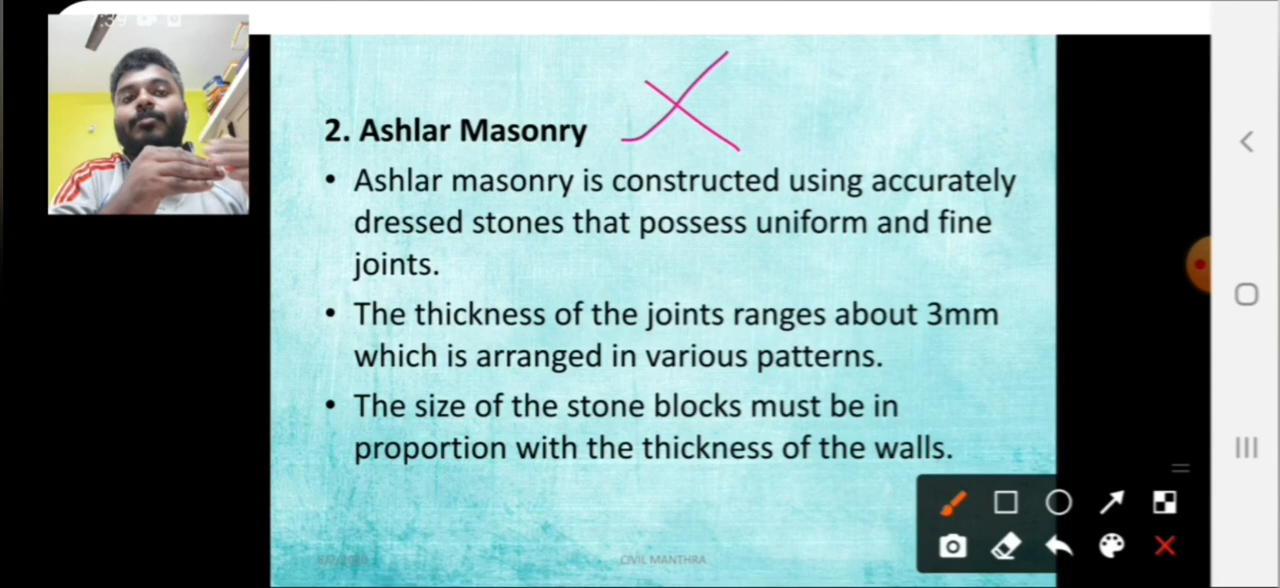 2. Ashlar Masonry
• Ashlar masonry is constructed using accurately
dressed stones that possess uniform and fine
joints.
• The thickness of the joints ranges about 3mm
which is arranged in various patterns.
• The size of the stone blocks must be in
proportion with the thickness of the walls.
CIVIL MANTHRA